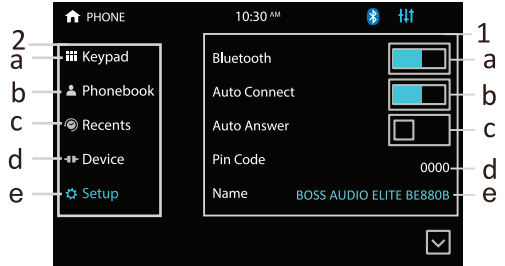 PHONE 10:30 AM
2 1
a Keypad Bluetooth a
b Phonebook Auto Connect b
c Recents Auto Answer c
d Device Pin Code 0000 d
e Setup Name BOSS AUDIO ELITE BE880B e